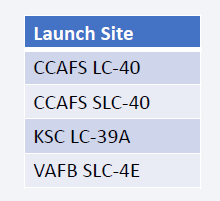 Launch Site
CCAFS LC-40
CCAFS SLC-40
KSC LC-39A
VAFB SLC-4E